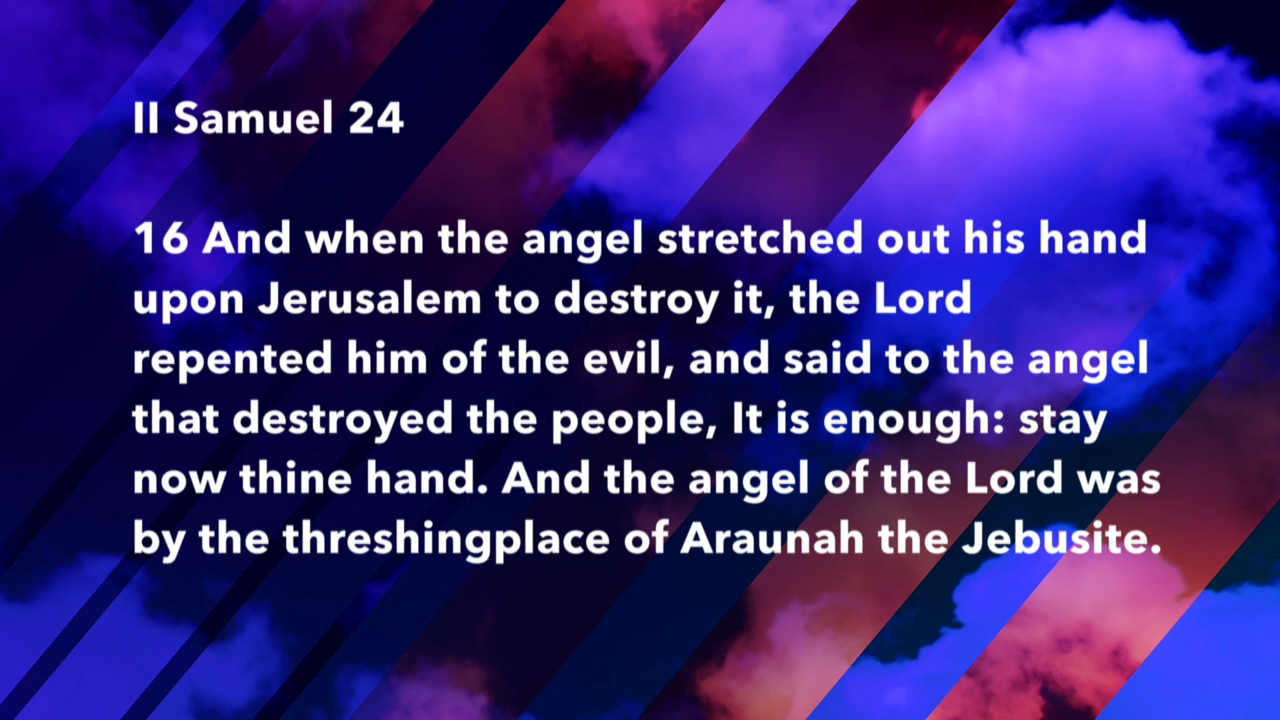 II Samuel 24
16 And when the angel stretched out his hand
upon Jerusalem to destroy it, the Lord
repented him of the evil, and said to the angel
that destroyed the people, It is enough: stay
now thine hand. And the angel of the Lord was
by the threshingplace of Araunah the Jebusite.